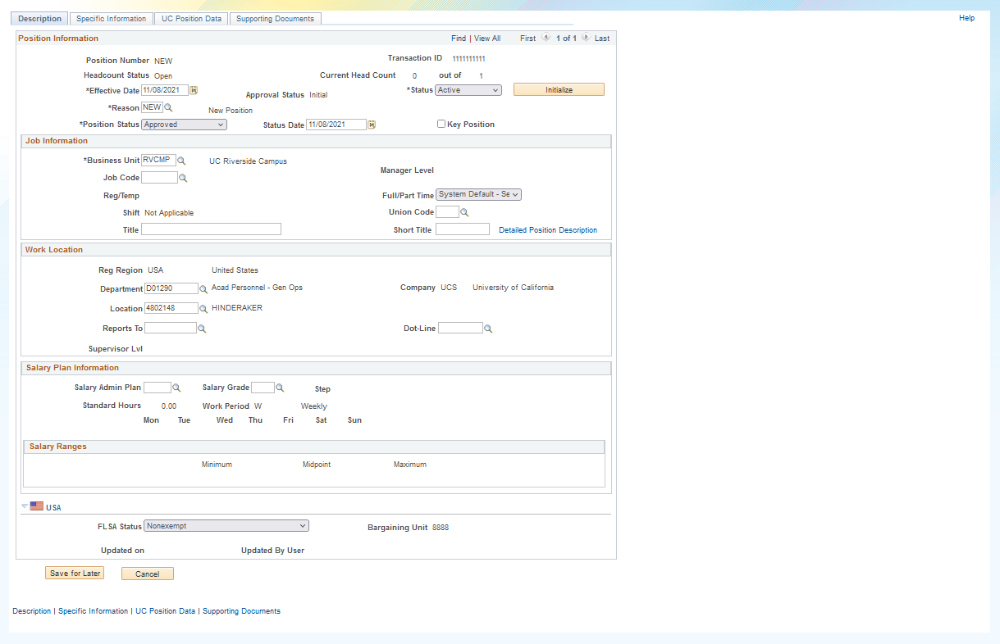 Description Specific Information UC Position Data Supporting Documents Help
Position Information Find | View All First 1 of 1 Last
Position Number NEW Transaction ID 1111111111
Headcount Status Open Current Head Count 0 out of 1
*Effective Date 11/08/2021 *Status Active Initialize
Approval Status Initial
*Reason NEW New Position
*Position Status Approved Status Date 11/08/2021 Key Position
Job Information
*Business Unit RVCMP UC Riverside Campus
Manager Level
Job Code
Reg/Temp Full/Part Time System Default - Se
Shift Not Applicable Union Code
Title Short Title Detailed Position Description
Work Location
Reg Region USA United States
Department D01290 Acad Personnel - Gen Ops Company UCS University of California
Location 4802148 HINDERAKER
Reports To Dot-Line
Supervisor Lvl
Salary Plan Information
Salary Admin Plan Salary Grade Step
Standard Hours 0.00 Work Period W Weekly
Mon Tue Wed Thu Fri Sat Sun
Salary Ranges
Minimum Midpoint Maximum
USA
FLSA Status Nonexempt Bargaining Unit 8888
Updated on Updated By User
Save for Later Cancel
Description | Specific Information | UC Position Data | Supporting Documents